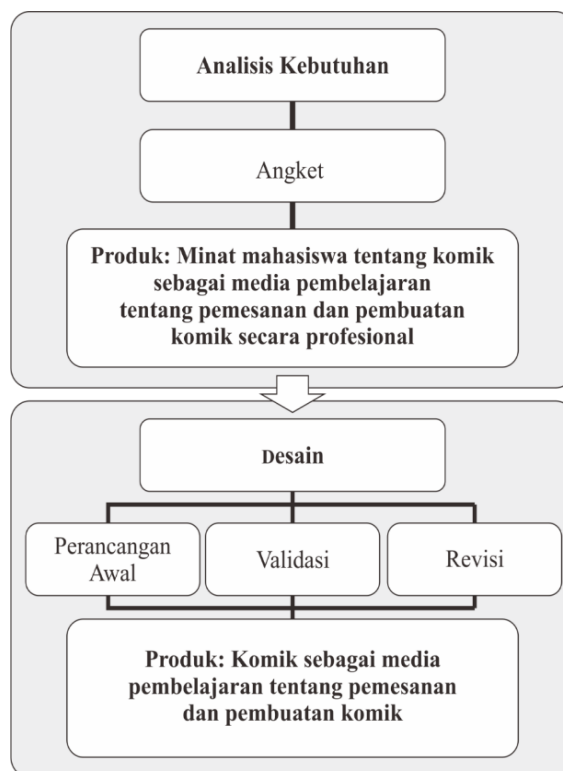 Analisis Kebutuhan
Angket
Produk: Minat mahasiswa tentang komik
sebagai media pembelajaran
tentang pemesanan dan pembuatan
komik secara profesional
Desain
Perancangan
Awal
Validasi
Revisi
Produk: Komik sebagai media
pembelajaran tentang pemesanan
dan pembuatan komik